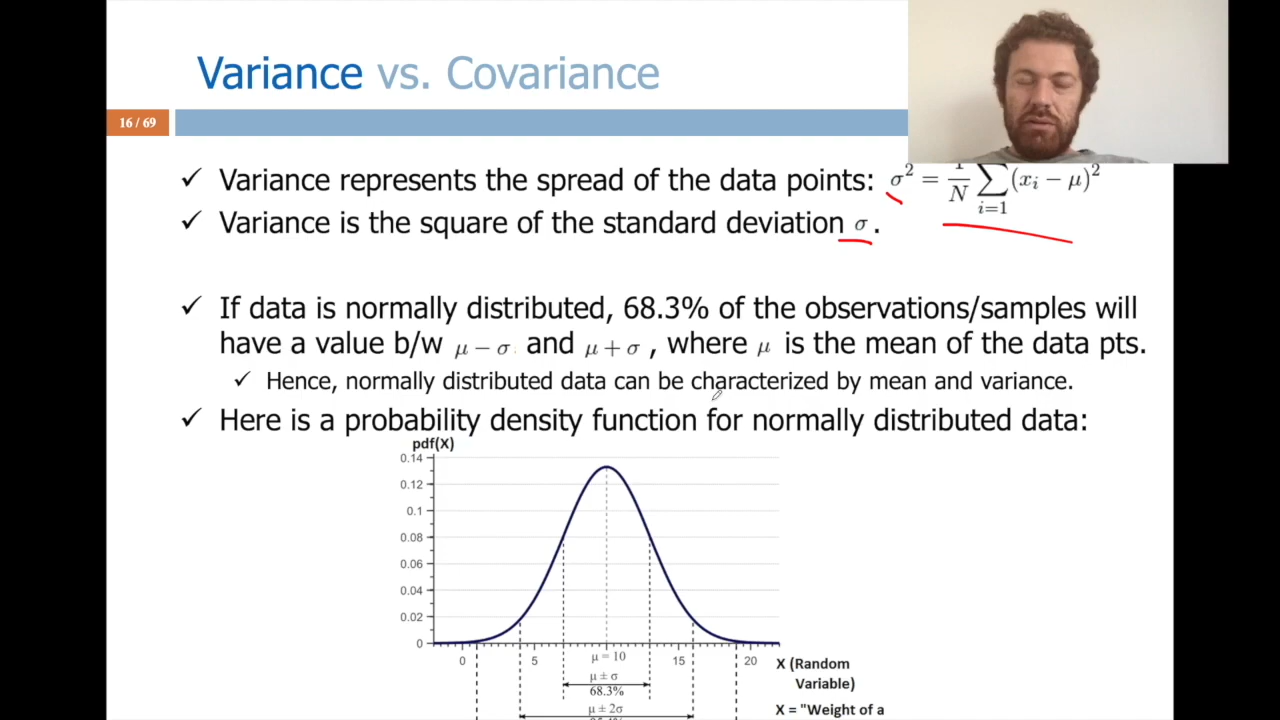 Variance vs. Covariance
16 / 69
✓ Variance represents the spread of the data points: σ² = 1/N ∑ i=1 (xᵢ − μ)²
✓ Variance is the square of the standard deviation σ .
✓ If data is normally distributed, 68.3% of the observations/samples will
have a value b/w μ − σ and μ + σ , where μ is the mean of the data pts.
✓ Hence, normally distributed data can be characterized by mean and variance.
✓ Here is a probability density function for normally distributed data:
pdf(X)
0.14
0.12
0.1
0.08
0.06
0.04
0.02
0
0 5 μ = 10 15 20
X (Random
Variable)
μ ± σ
68.3%
μ ± 2σ
X = "Weight of a